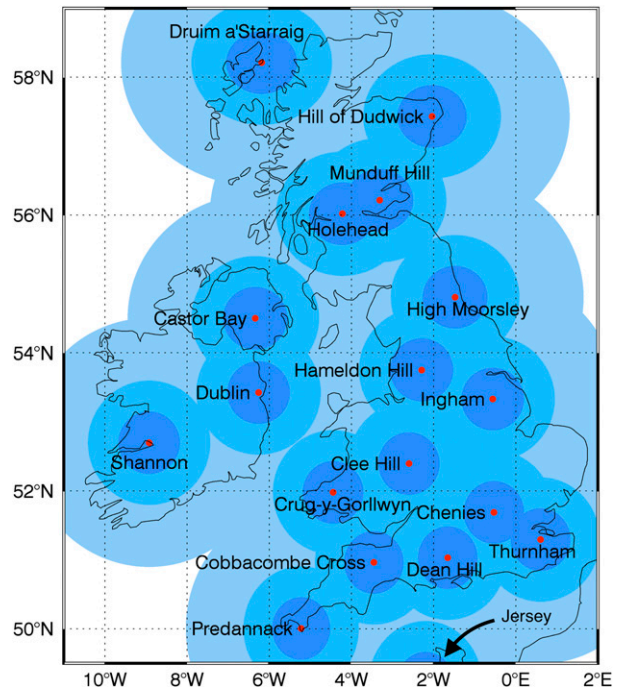 Druim a'Starraig
58°N
Hill of Dudwick
Munduff Hill
56°N
Holehead
High Moorsley
Castor Bay
54°N
Hameldon Hill
Dublin
Ingham
Shannon
Clee Hill
52°N
Crug-y-Gorllwyn
Chenies
Thurnham
Cobbacombe Cross
Dean Hill
Jersey
50°N
Predannack
10°W 8°W 6°W 4°W 2°W 0°E 2°E